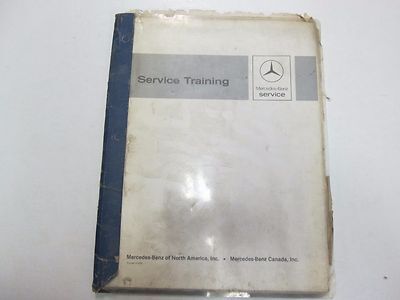 Service Training
Mercedes-Benz
service
Mercedes-Benz of North America, Inc. • Mercedes-Benz Canada, Inc.